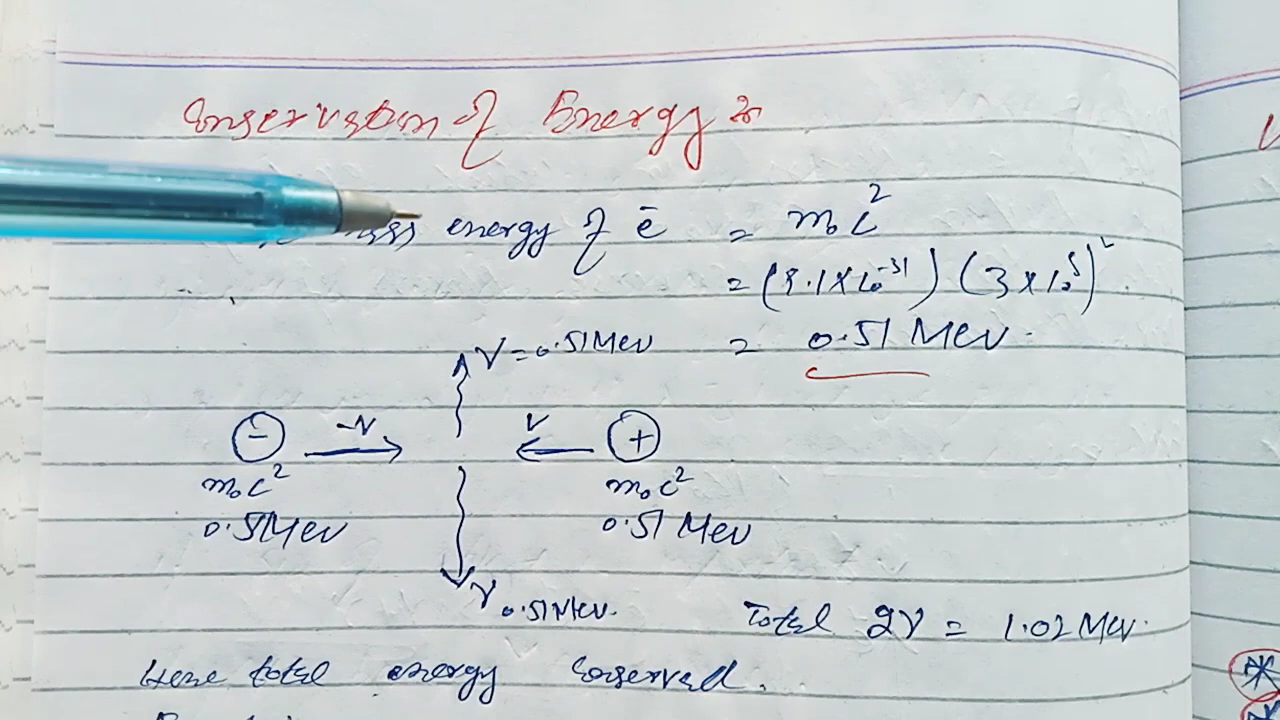 Conservation of Energy :-
mass energy of e⁻ = m₀c²
= (9.1×10⁻³¹) (3×10⁸)²
= 0.51 MeV.
γ = 0.51 MeV
- V V +
m₀c² m₀c²
0.51 MeV 0.51 MeV
γ 0.51 MeV.
Total 2γ = 1.02 MeV.
Here total energy conserved.